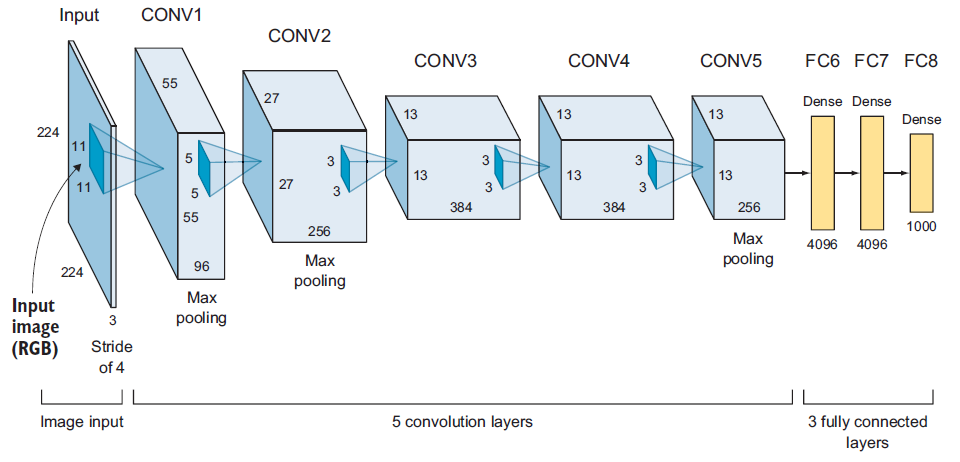 Input
CONV1
CONV2
CONV3
CONV4
CONV5
FC6
FC7
FC8
224
11
11
224
3
Stride
of 4
Input
image
(RGB)
55
5
5
55
96
Max
pooling
27
27
3
3
256
Max
pooling
13
13
3
3
384
13
13
3
3
384
13
13
256
Max
pooling
Dense
4096
Dense
4096
Dense
1000
Image input
5 convolution layers
3 fully connected
layers